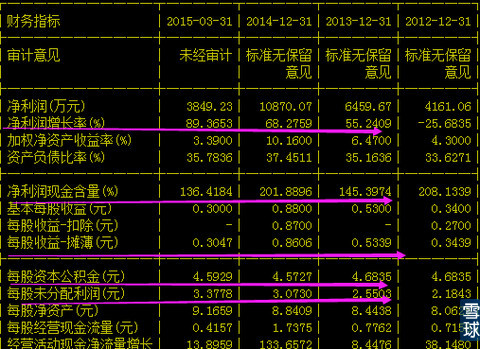 财务指标 2015-03-31 2014-12-31 2013-12-31 2012-12-31
审计意见 未经审计 标准无保留 标准无保留 标准无保留
意见 意见 意见
净利润(万元) 3849.23 10870.07 6459.67 4161.06
净利润增长率(%) 89.3653 68.2759 55.2409 -25.6835
加权净资产收益率(%) 3.3900 10.1600 6.4700 4.3000
资产负债比率(%) 35.7836 37.4511 35.1636 33.6271
净利润现金含量(%) 136.4184 201.8896 145.3974 208.1339
基本每股收益(元) 0.3000 0.8800 0.5300 0.3400
每股收益-扣除(元) - 0.8700 - 0.2700
每股收益-摊薄(元) 0.3047 0.8606 0.5339 0.3439
每股资本公积金(元) 4.5929 4.5727 4.6835 4.6835
每股未分配利润(元) 3.3778 3.0730 2.5503 2.1843
每股净资产(元) 9.1659 8.8409 8.4438 8.062
每股经营现金流量(元) 0.4157 1.7375 0.7762 0.715
经营活动现金净流量增长 13.8959 133.6572 8.4476 38.1480
雪球